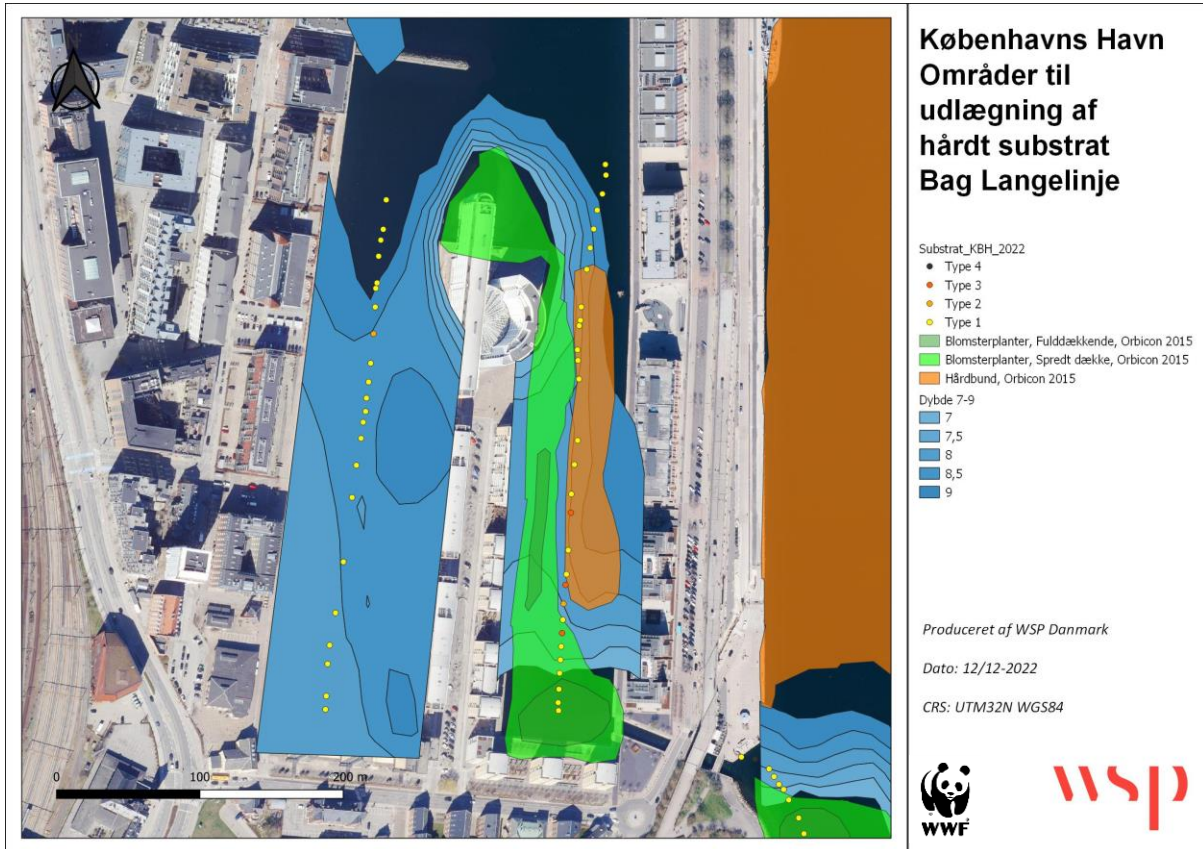 N
0
100
200 m
Københavns Havn
Områder til
udlægning af
hårdt substrat
Bag Langelinje
Substrat_KBH_2022
Type 4
Type 3
Type 2
Type 1
Blomsterplanter, Fulddækkende, Orbicon 2015
Blomsterplanter, Spredt dække, Orbicon 2015
Hårdbund, Orbicon 2015
Dybde 7-9
7
7,5
8
8,5
9
Produceret af WSP Danmark
Dato: 12/12-2022
CRS: UTM32N WGS84
WWF
wsp